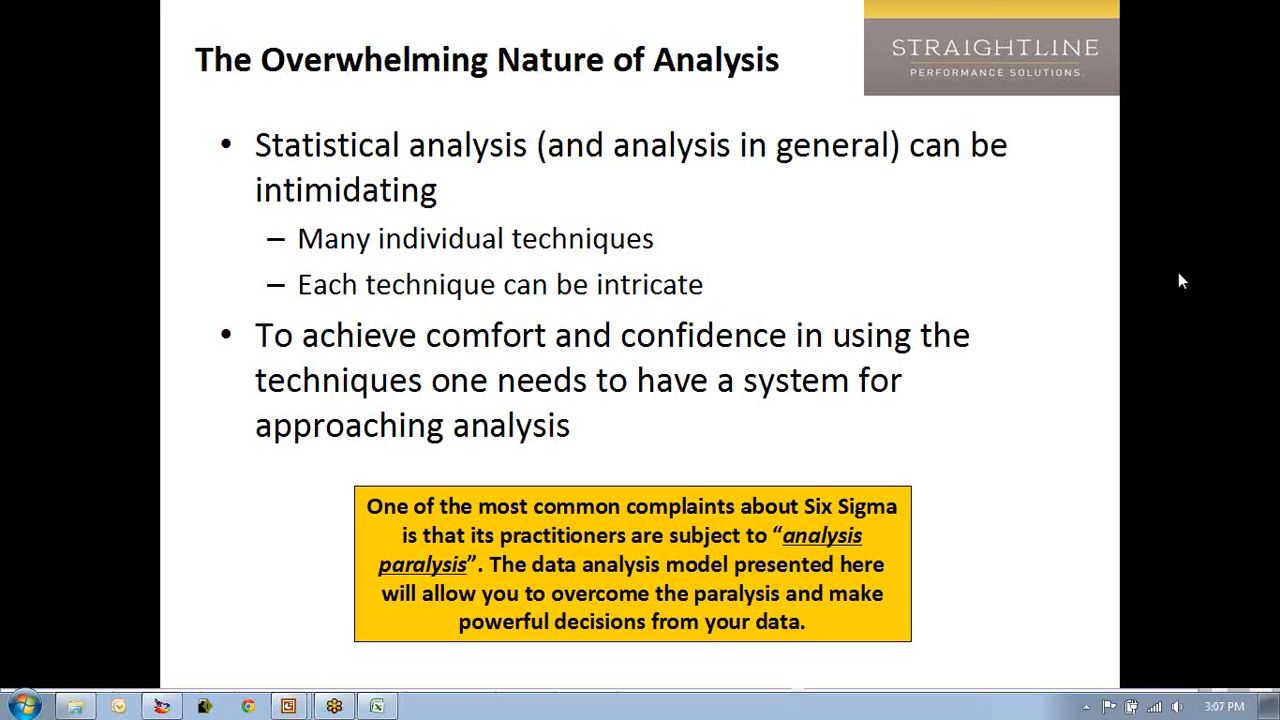 The Overwhelming Nature of Analysis
STRAIGHTLINE
PERFORMANCE SOLUTIONS.
• Statistical analysis (and analysis in general) can be
intimidating
– Many individual techniques
– Each technique can be intricate
• To achieve comfort and confidence in using the
techniques one needs to have a system for
approaching analysis
One of the most common complaints about Six Sigma
is that its practitioners are subject to “analysis
paralysis”. The data analysis model presented here
will allow you to overcome the paralysis and make
powerful decisions from your data.
3:07 PM